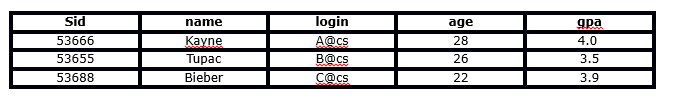 Sid name login age gpa
53666 Kayne A@cs 28 4.0
53655 Tupac B@cs 26 3.5
53688 Bieber C@cs 22 3.9